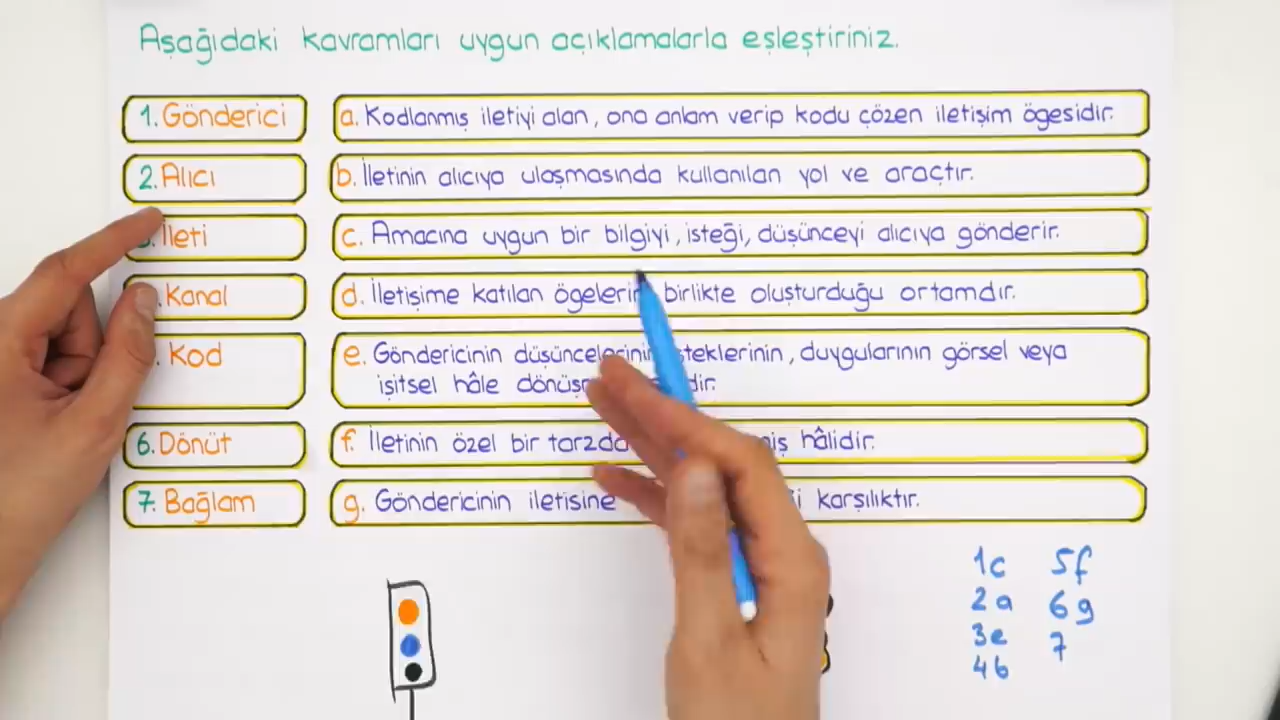 Aşağıdaki kavramları uygun açıklamalarla eşleştiriniz.
1. Gönderici
a. Kodlanmış iletiyi alan, ona anlam verip kodu çözen iletişim ögesidir.
2. Alıcı
b. İletinin alıcıya ulaşmasında kullanılan yol ve araçtır.
İleti
c. Amacına uygun bir bilgiyi, isteği, düşünceyi alıcıya gönderir.
Kanal
d. İletişime katılan ögelerin birlikte oluşturduğu ortamdır.
Kod
e. Göndericinin düşüncelerinin isteklerinin, duygularının görsel veya
işitsel hâle
6. Dönüt
f. İletinin özel bir tarzda hâlidir.
7. Bağlam
g. Göndericinin iletisine karşılıktır.
1c 5f
2a 6g
3e 7
4b